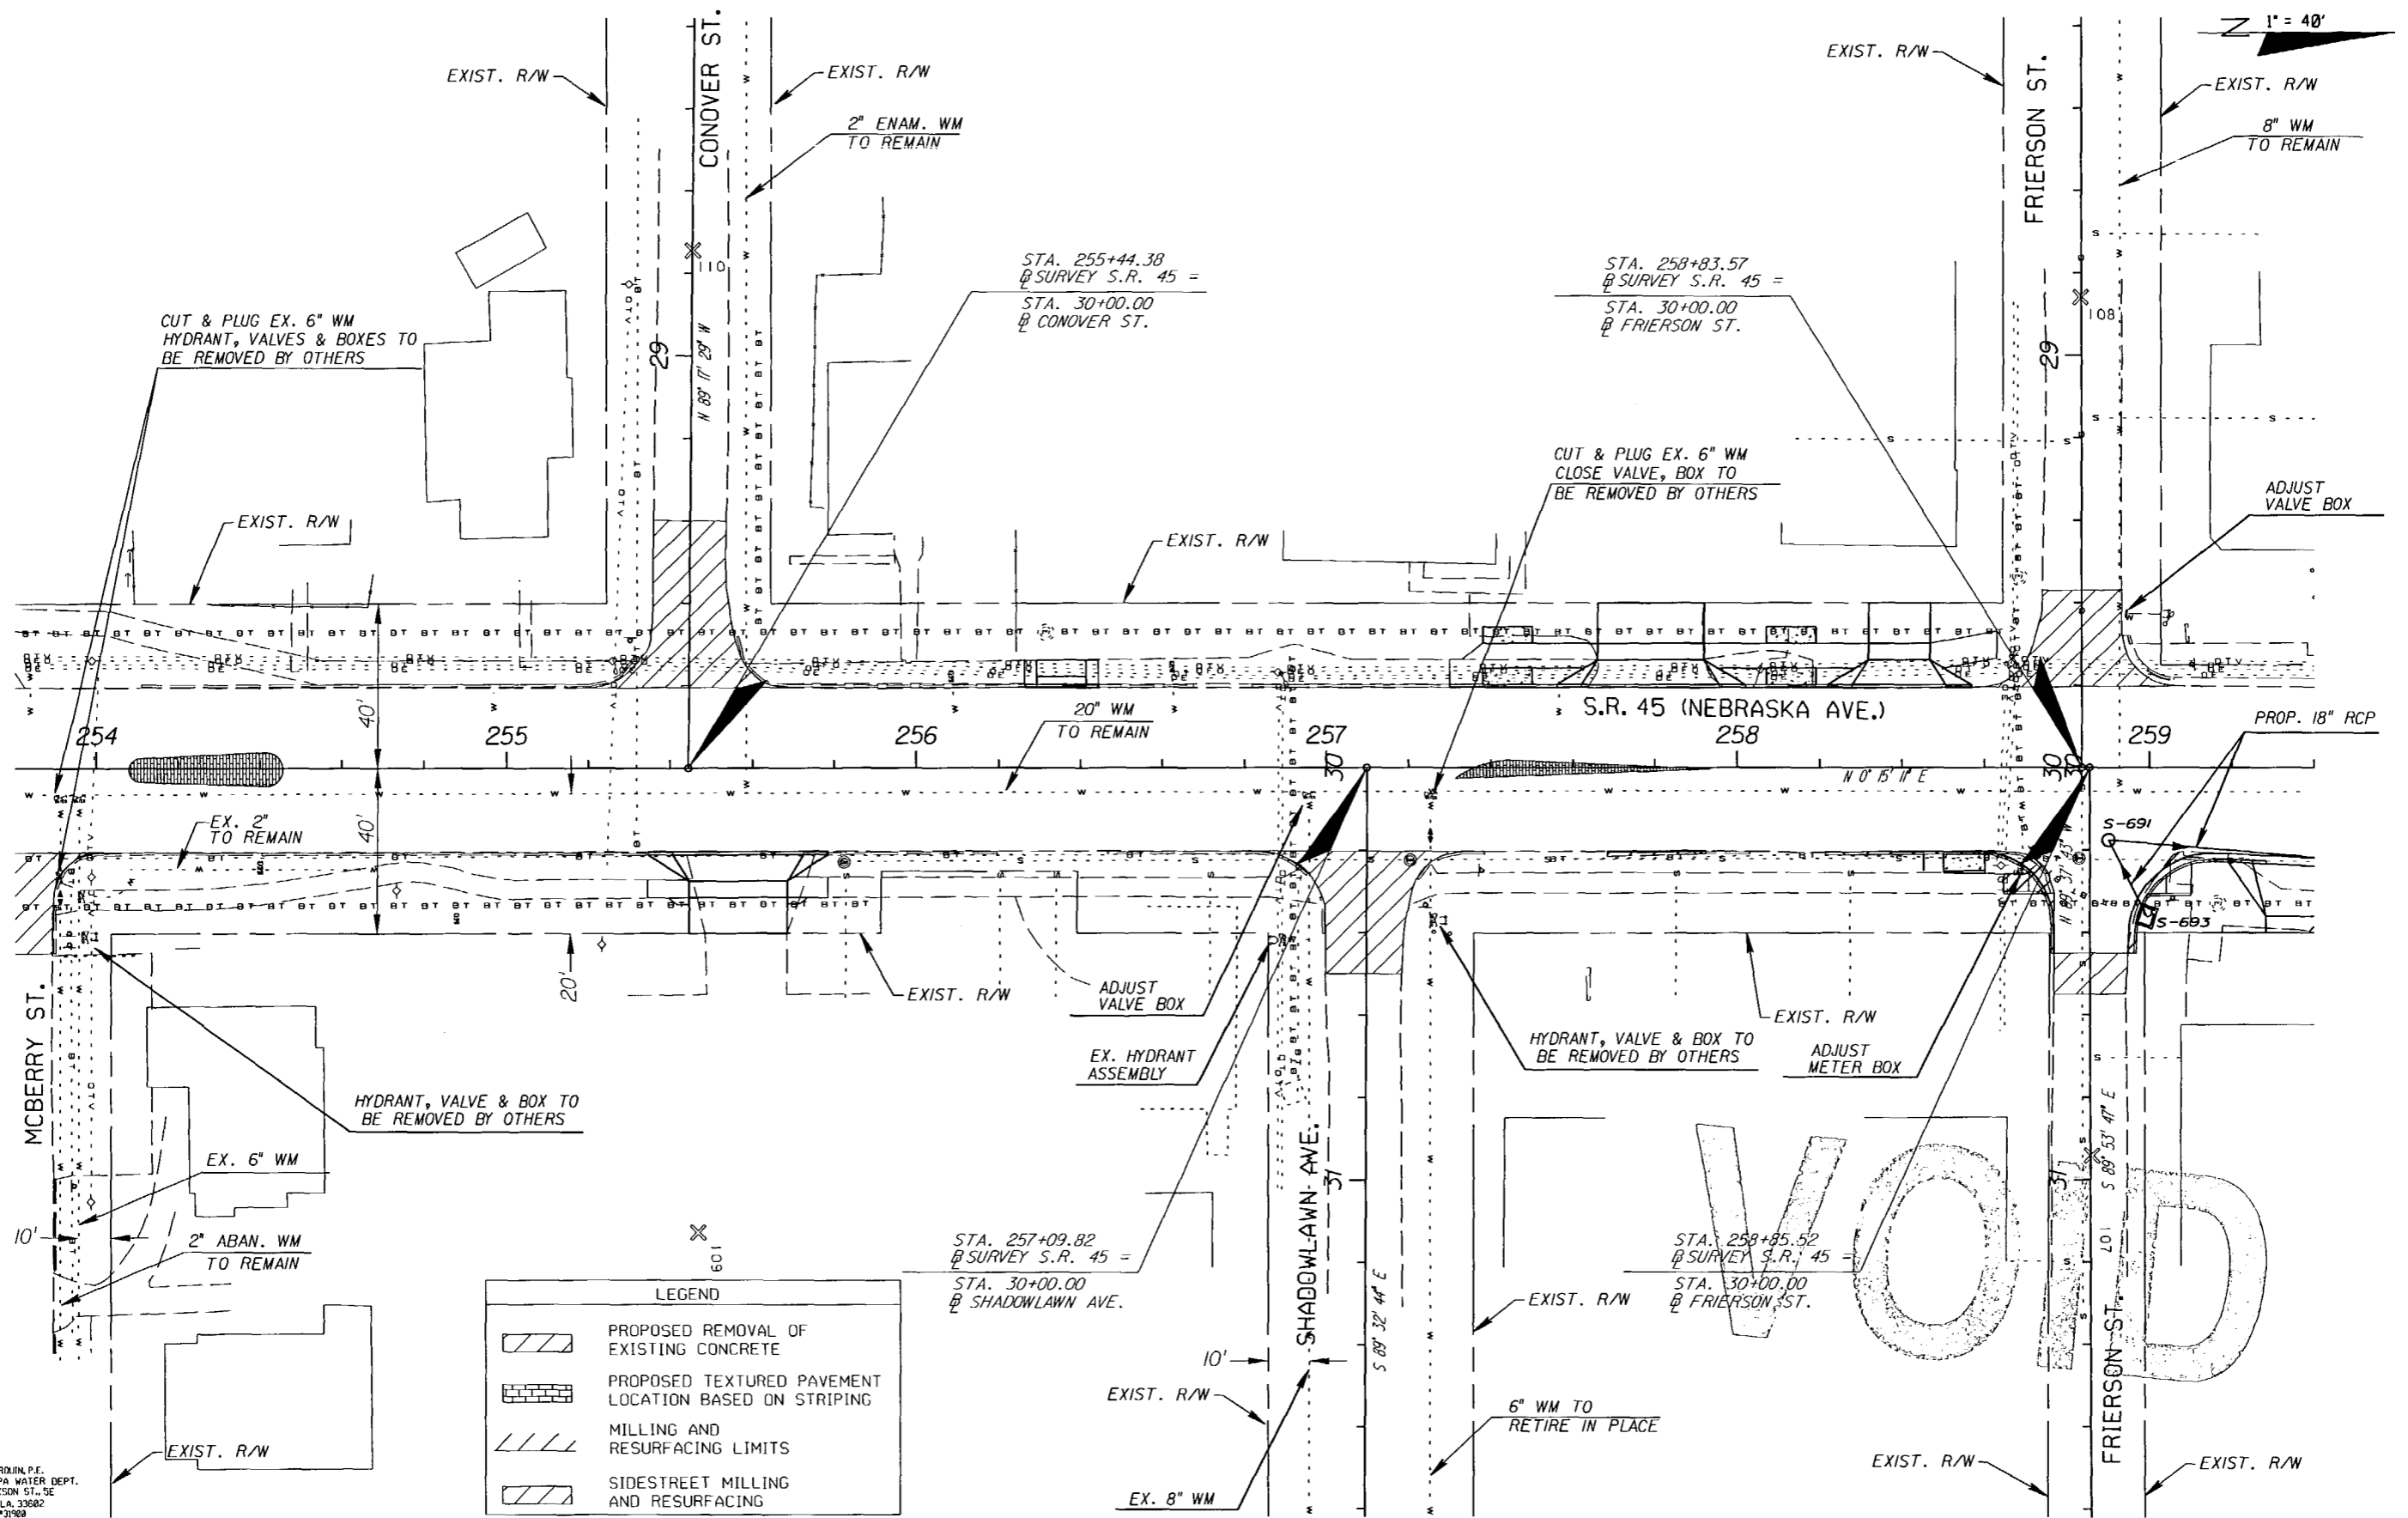 1" = 40'
CONOVER ST.
FRIERSON ST.
EXIST. R/W
EXIST. R/W
EXIST. R/W
EXIST. R/W
2" ENAM. WM
TO REMAIN
8" WM
TO REMAIN
110
108
STA. 255+44.38
℄ SURVEY S.R. 45 =
STA. 30+00.00
℄ CONOVER ST.
STA. 258+83.57
℄ SURVEY S.R. 45 =
STA. 30+00.00
℄ FRIERSON ST.
CUT & PLUG EX. 6" WM
HYDRANT, VALVES & BOXES TO
BE REMOVED BY OTHERS
29
N 89° 17' 29" W
29
CUT & PLUG EX. 6" WM
CLOSE VALVE, BOX TO
BE REMOVED BY OTHERS
ADJUST
VALVE BOX
EXIST. R/W
EXIST. R/W
40'
20" WM
TO REMAIN
S.R. 45 (NEBRASKA AVE.)
PROP. 18" RCP
254
255
256
257
258
259
30
30
30
N 0° 15' 11" E
40'
EX. 2"
TO REMAIN
S-691
S-693
20'
EXIST. R/W
ADJUST
VALVE BOX
EX. HYDRANT
ASSEMBLY
HYDRANT, VALVE & BOX TO
BE REMOVED BY OTHERS
EXIST. R/W
ADJUST
METER BOX
MCBERRY ST.
HYDRANT, VALVE & BOX TO
BE REMOVED BY OTHERS
EX. 6" WM
10'
2" ABAN. WM
TO REMAIN
109
SHADOWLAWN AVE.
31
S 89° 32' 44" E
31
S 89° 53' 47" E
107
VOID
STA. 257+09.82
℄ SURVEY S.R. 45 =
STA. 30+00.00
℄ SHADOWLAWN AVE.
STA. 258+85.52
℄ SURVEY S.R. 45 =
STA. 30+00.00
℄ FRIERSON ST.
LEGEND
PROPOSED REMOVAL OF
EXISTING CONCRETE
PROPOSED TEXTURED PAVEMENT
LOCATION BASED ON STRIPING
MILLING AND
RESURFACING LIMITS
SIDESTREET MILLING
AND RESURFACING
EXIST. R/W
10'
EXIST. R/W
EXIST. R/W
6" WM TO
RETIRE IN PLACE
EX. 8" WM
FRIERSON ST.
EXIST. R/W
EXIST. R/W
ROUIN, P.E.
PA WATER DEPT.
SON ST., 5E
LA. 33602
#31900